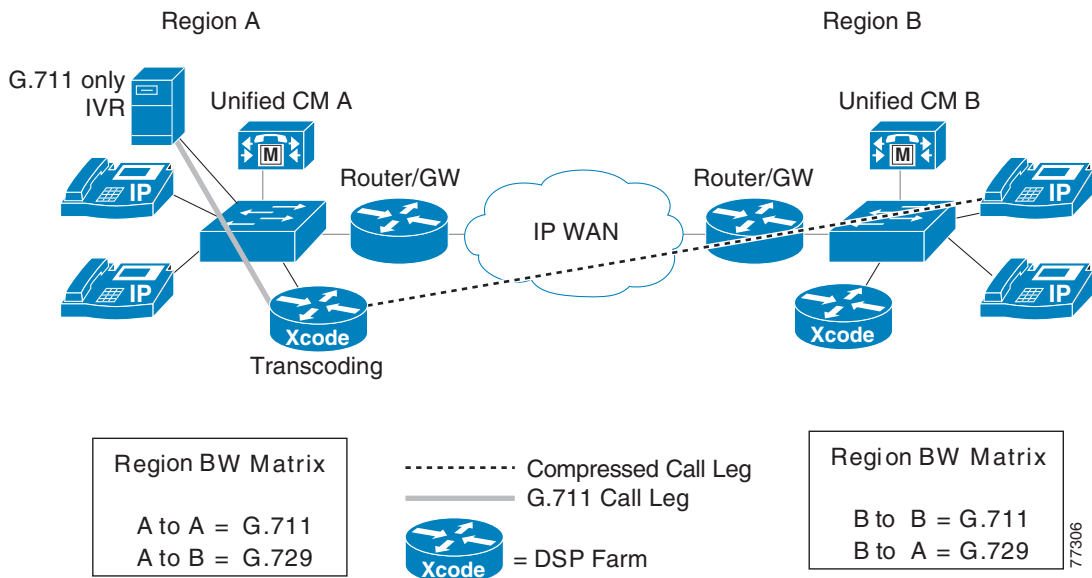 Region A
Region B
G.711 only
IVR
Unified CM A
Unified CM B
M
M
IP
Router/GW
Router/GW
IP
IP WAN
IP
IP
Xcode
Xcode
Transcoding
Region BW Matrix
A to A = G.711
A to B = G.729
Compressed Call Leg
G.711 Call Leg
Xcode
= DSP Farm
Region BW Matrix
B to B = G.711
B to A = G.729
77306